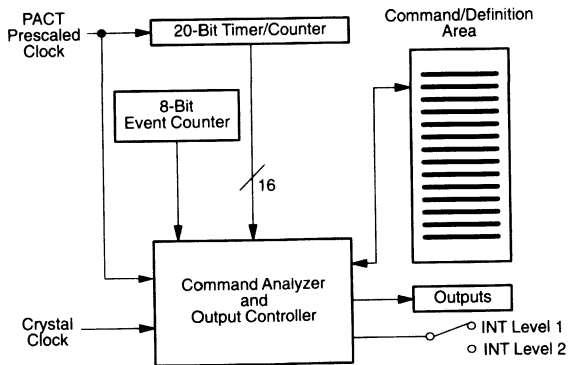 PACT
Prescaled
Clock
20-Bit Timer/Counter
Command/Definition
Area
8-Bit
Event Counter
16
Command Analyzer
and
Output Controller
Crystal
Clock
Outputs
INT Level 1
INT Level 2